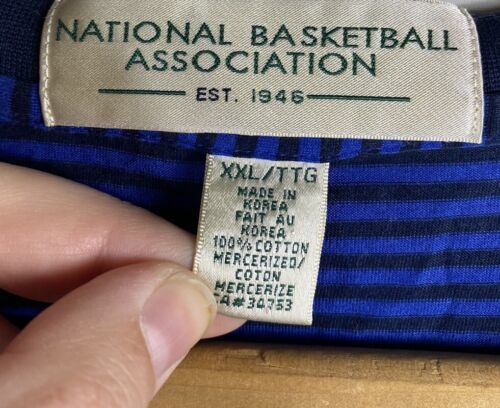 NATIONAL BASKETBALL
ASSOCIATION
EST. 1946
XXL/TTG
MADE IN
KOREA
FAIT AU
KOREA
100% COTTON
MERCERIZED/
COTON
MERCERIZE
CA#34753